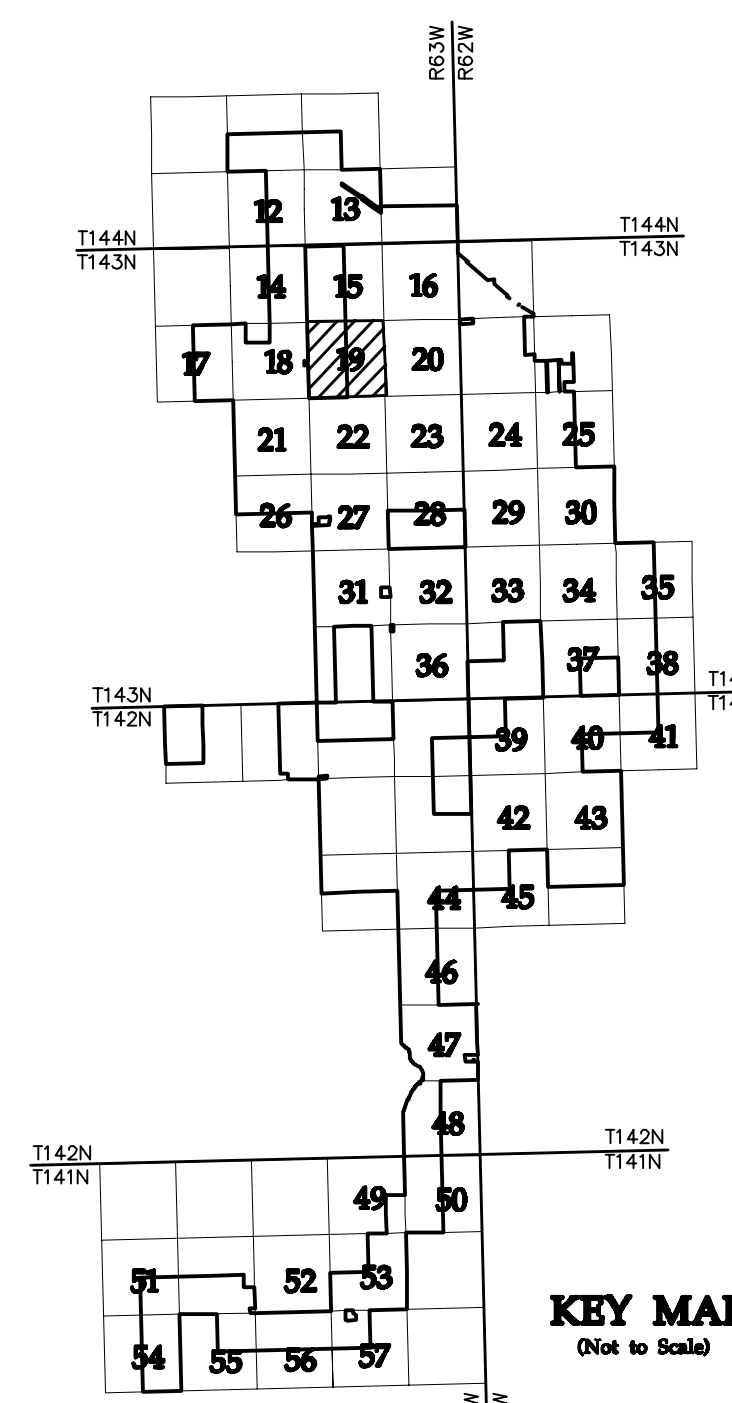 R63W
R62W
12 13
T144N T144N
T143N T143N
14 15 16
17 18 19 20
21 22 23 24 25
26 27 28 29 30
31 32 33 34 35
36 37 38
T143N
T142N
39 40 41
42 43
44 45
46
47
48
T142N T142N
T141N T141N
49 50
51 52 53
54 55 56 57
KEY MAP
(Not to Scale)